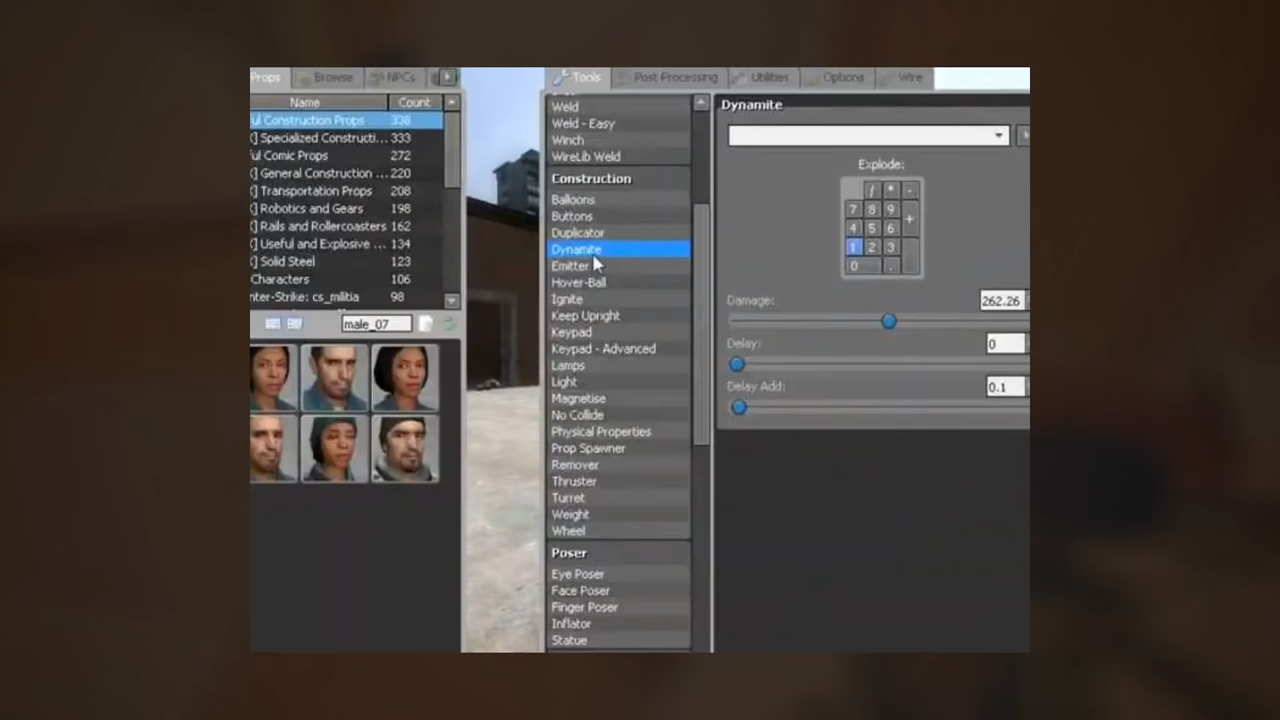 Props Browse NPCs
Name Count
ul Construction Props 338
] Specialized Constructi... 333
ful Comic Props 272
] General Construction ... 220
] Transportation Props 208
] Robotics and Gears 198
] Rails and Rollercoasters 162
] Useful and Explosive ... 134
] Solid Steel 123
Characters 106
nter-Strike: cs_militia 98
male_07
Tools Post Processing Utilities Options Wire
Weld
Weld - Easy
Winch
WireLib Weld
Construction
Balloons
Buttons
Duplicator
Dynamite
Emitter
Hover-Ball
Ignite
Keep Upright
Keypad
Keypad - Advanced
Lamps
Light
Magnetise
No Collide
Physical Properties
Prop Spawner
Remover
Thruster
Turret
Weight
Wheel
Poser
Eye Poser
Face Poser
Finger Poser
Inflator
Statue
Dynamite
Explode:
/ * -
7 8 9 +
4 5 6
1 2 3
0 .
Damage: 262.26
Delay: 0
Delay Add: 0.1